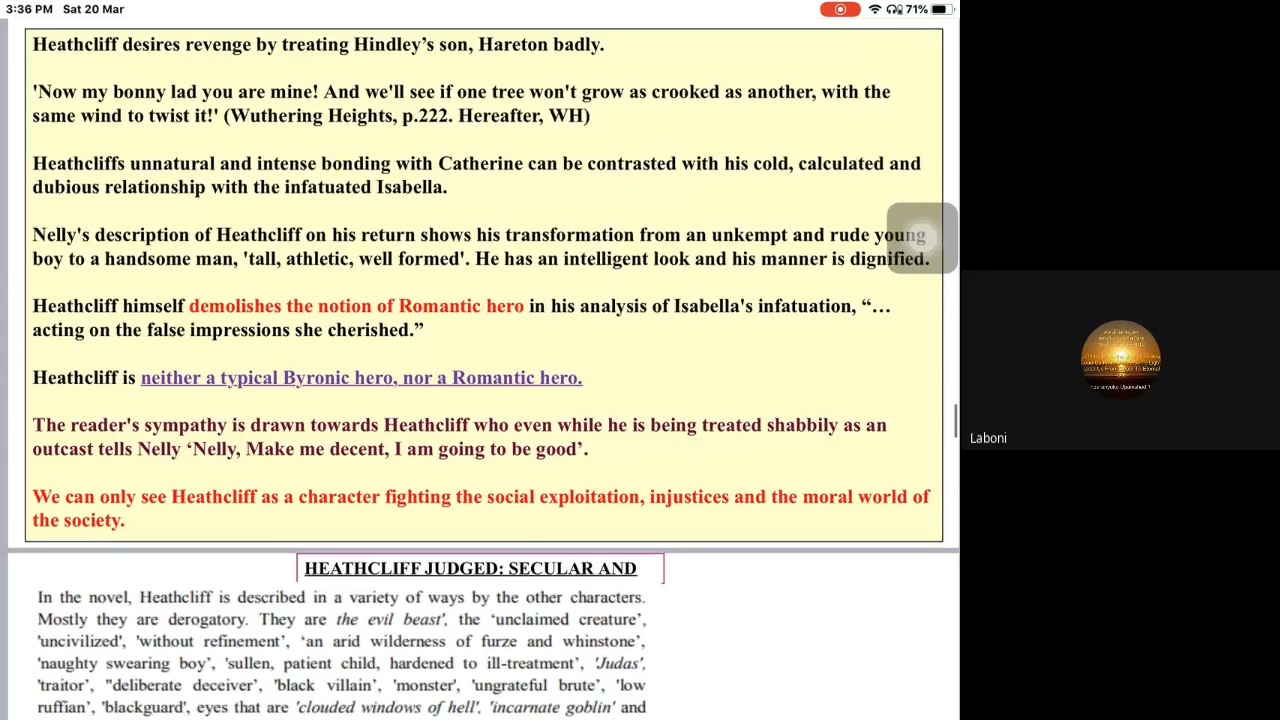 3:36 PM Sat 20 Mar
71%
Heathcliff desires revenge by treating Hindley's son, Hareton badly.
'Now my bonny lad you are mine! And we'll see if one tree won't grow as crooked as another, with the
same wind to twist it!' (Wuthering Heights, p.222. Hereafter, WH)
Heathcliffs unnatural and intense bonding with Catherine can be contrasted with his cold, calculated and
dubious relationship with the infatuated Isabella.
Nelly's description of Heathcliff on his return shows his transformation from an unkempt and rude young
boy to a handsome man, 'tall, athletic, well formed'. He has an intelligent look and his manner is dignified.
Heathcliff himself demolishes the notion of Romantic hero in his analysis of Isabella's infatuation, “…
acting on the false impressions she cherished.”
Heathcliff is neither a typical Byronic hero, nor a Romantic hero.
The reader's sympathy is drawn towards Heathcliff who even while he is being treated shabbily as an
outcast tells Nelly ‘Nelly, Make me decent, I am going to be good’.
We can only see Heathcliff as a character fighting the social exploitation, injustices and the moral world of
the society.
HEATHCLIFF JUDGED: SECULAR AND
In the novel, Heathcliff is described in a variety of ways by the other characters.
Mostly they are derogatory. They are the evil beast', the ‘unclaimed creature’,
'uncivilized', 'without refinement’, ‘an arid wilderness of furze and whinstone’,
'naughty swearing boy’, 'sullen, patient child, hardened to ill-treatment’, 'Judas',
'traitor’, "deliberate deceiver’, 'black villain’, 'monster', 'ungrateful brute’, 'low
ruffian’, 'blackguard', eyes that are 'clouded windows of hell', 'incarnate goblin' and
Laboni